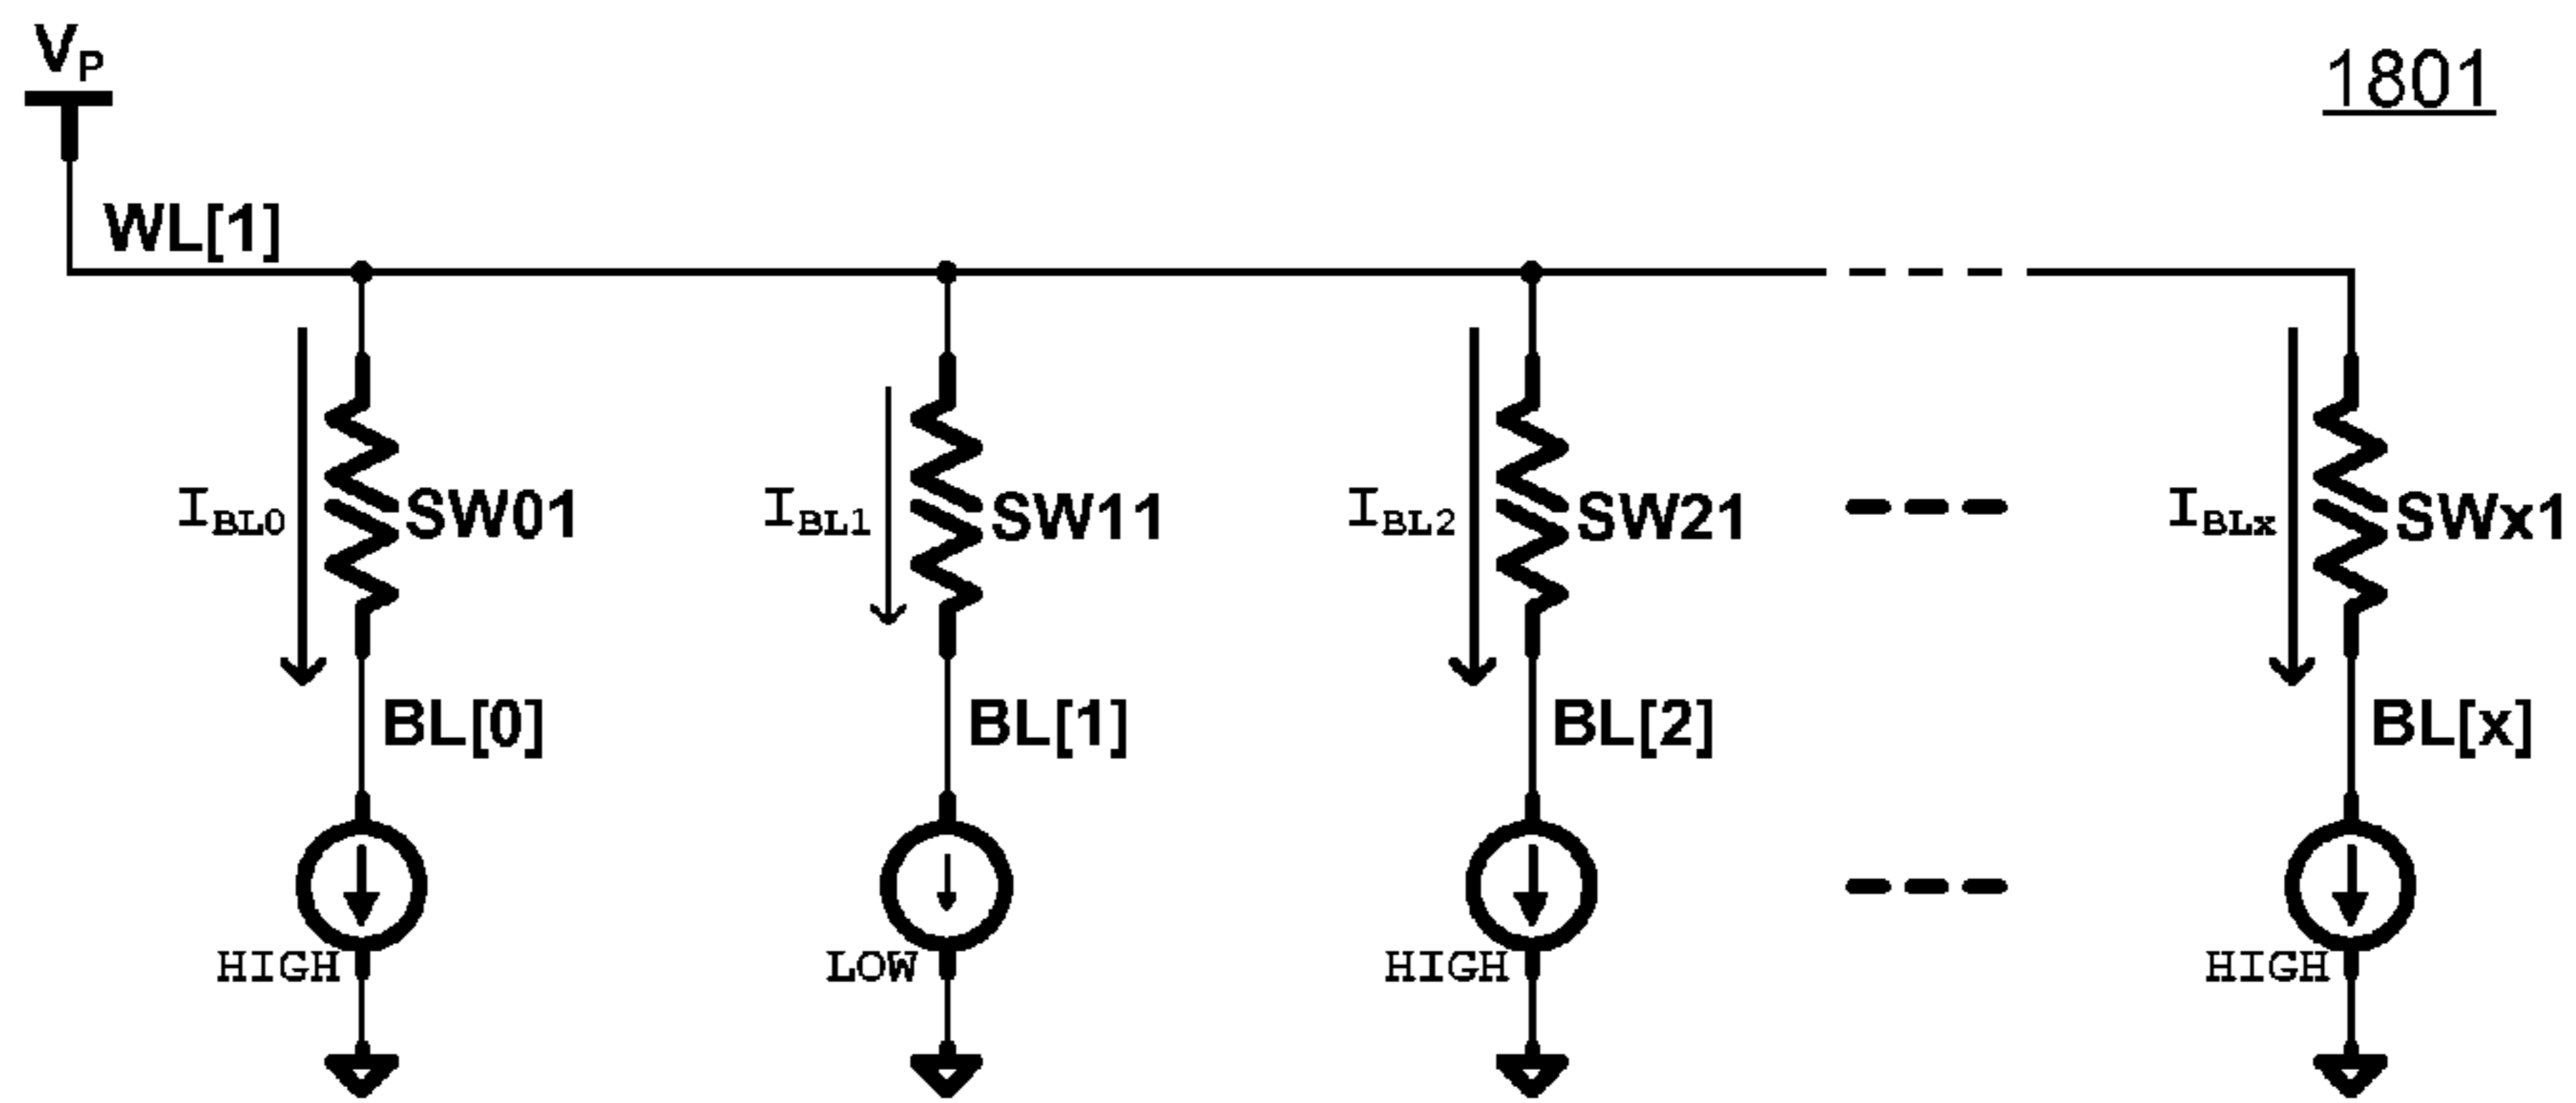 V_P
1801
WL[1]
I_BL0 SW01 I_BL1 SW11 I_BL2 SW21 I_BLx SWx1
BL[0] BL[1] BL[2] BL[x]
HIGH LOW HIGH HIGH